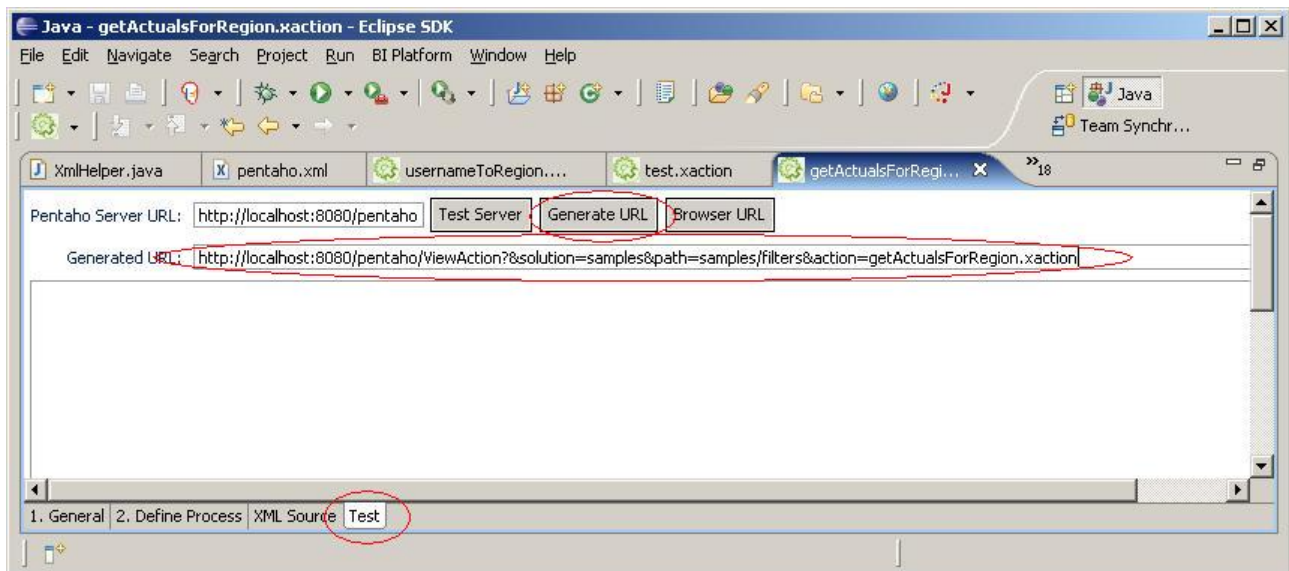 Java - getActualsForRegion.xaction - Eclipse SDK
File Edit Navigate Search Project Run BI Platform Window Help
Java
Team Synchr...
XmlHelper.java pentaho.xml usernameToRegion.... test.xaction getActualsForRegi... »18
Pentaho Server URL: http://localhost:8080/pentaho Test Server Generate URL Browser URL
Generated URL: http://localhost:8080/pentaho/ViewAction?&solution=samples&path=samples/filters&action=getActualsForRegion.xaction
1. General 2. Define Process XML Source Test